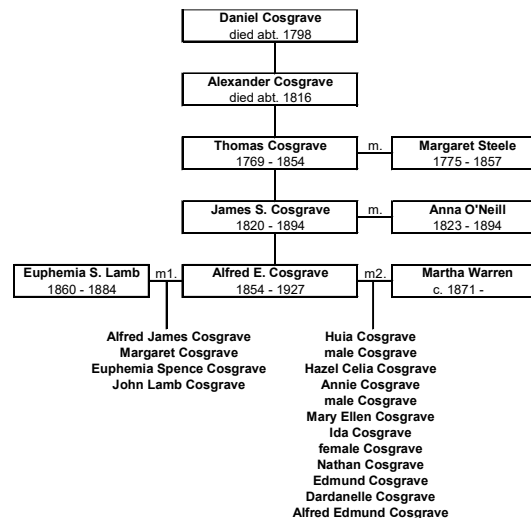 Daniel Cosgrave
died abt. 1798
Alexander Cosgrave
died abt. 1816
Thomas Cosgrave
1769 - 1854
m.
Margaret Steele
1775 - 1857
James S. Cosgrave
1820 - 1894
m.
Anna O'Neill
1823 - 1894
Euphemia S. Lamb
1860 - 1884
m1.
Alfred E. Cosgrave
1854 - 1927
m2.
Martha Warren
c. 1871 -
Alfred James Cosgrave
Margaret Cosgrave
Euphemia Spence Cosgrave
John Lamb Cosgrave
Huia Cosgrave
male Cosgrave
Hazel Celia Cosgrave
Annie Cosgrave
male Cosgrave
Mary Ellen Cosgrave
Ida Cosgrave
female Cosgrave
Nathan Cosgrave
Edmund Cosgrave
Dardanelle Cosgrave
Alfred Edmund Cosgrave